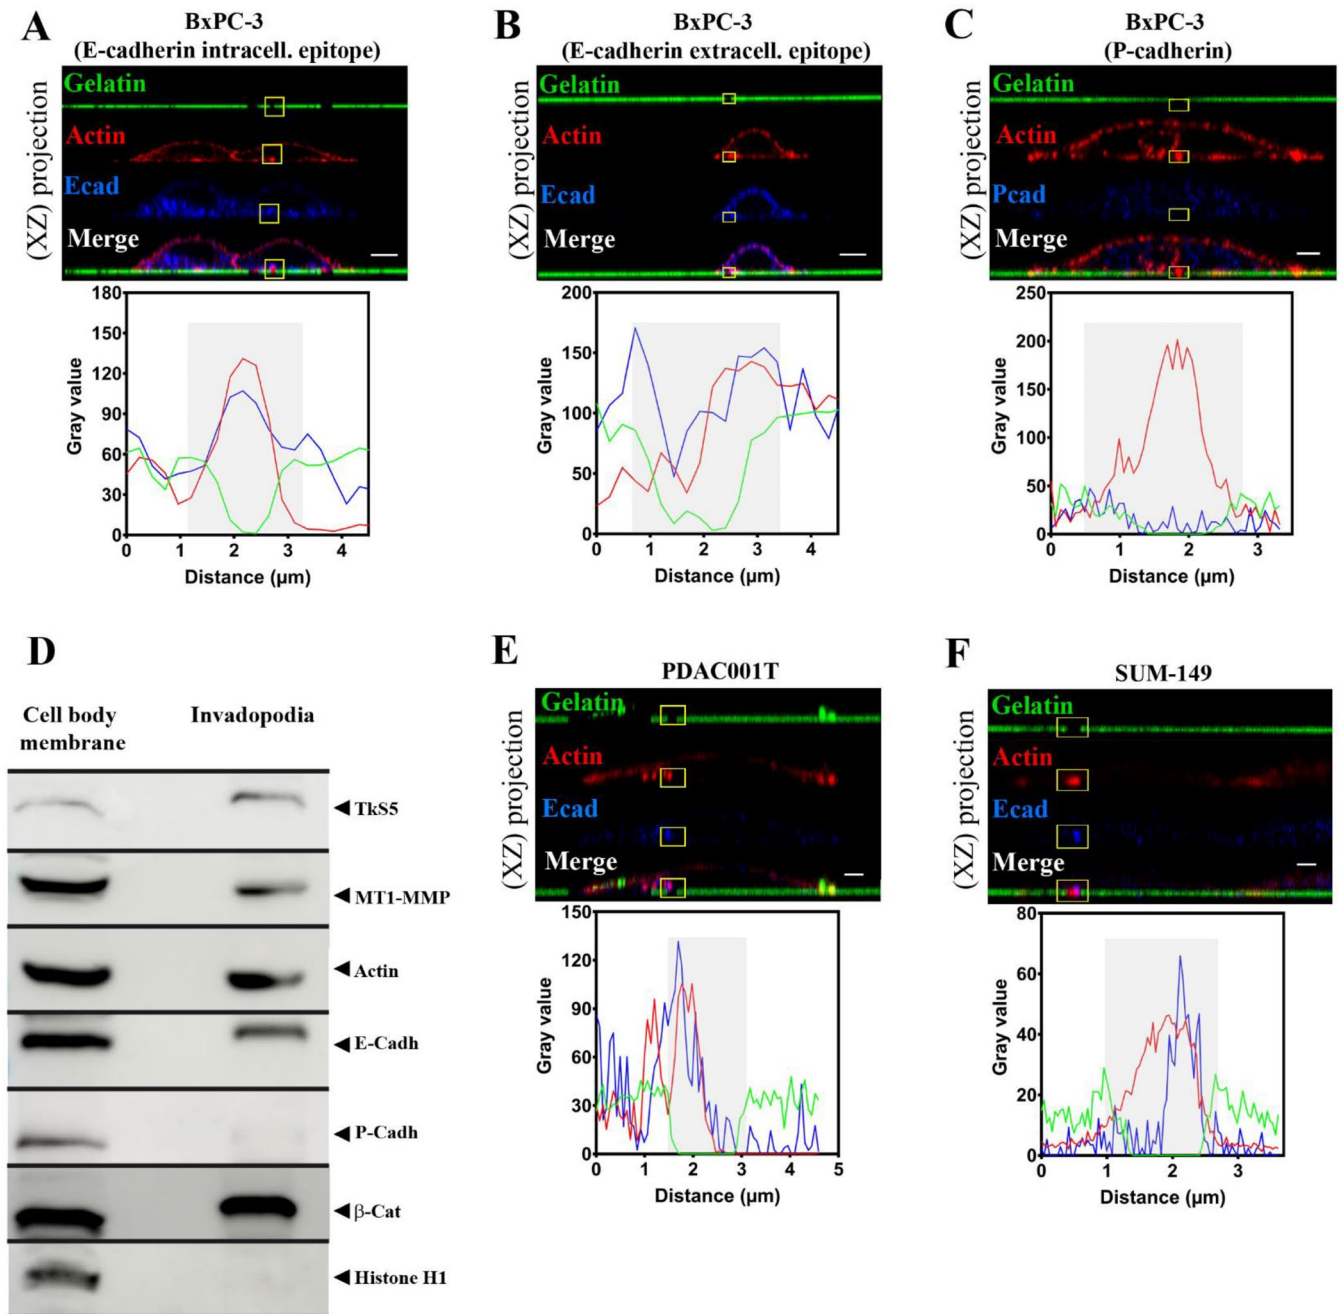 A
BxPC-3
(E-cadherin intracell. epitope)
(XZ) projection
Gelatin
Actin
Ecad
Merge
180
150
120
90
60
30
0
Gray value
0 1 2 3 4
Distance (µm)
B
BxPC-3
(E-cadherin extracell. epitope)
(XZ) projection
Gelatin
Actin
Ecad
Merge
200
150
100
50
0
Gray value
0 1 2 3 4
Distance (µm)
C
BxPC-3
(P-cadherin)
(XZ) projection
Gelatin
Actin
Pcad
Merge
250
200
150
100
50
0
Gray value
0 1 2 3
Distance (µm)
D
Cell body
membrane
Invadopodia
TkS5
MT1-MMP
Actin
E-Cadh
P-Cadh
β-Cat
Histone H1
E
PDAC001T
(XZ) projection
Gelatin
Actin
Ecad
Merge
150
120
90
60
30
0
Gray value
0 1 2 3 4 5
Distance (µm)
F
SUM-149
(XZ) projection
Gelatin
Actin
Ecad
Merge
80
60
40
20
0
Gray value
0 1 2 3
Distance (µm)